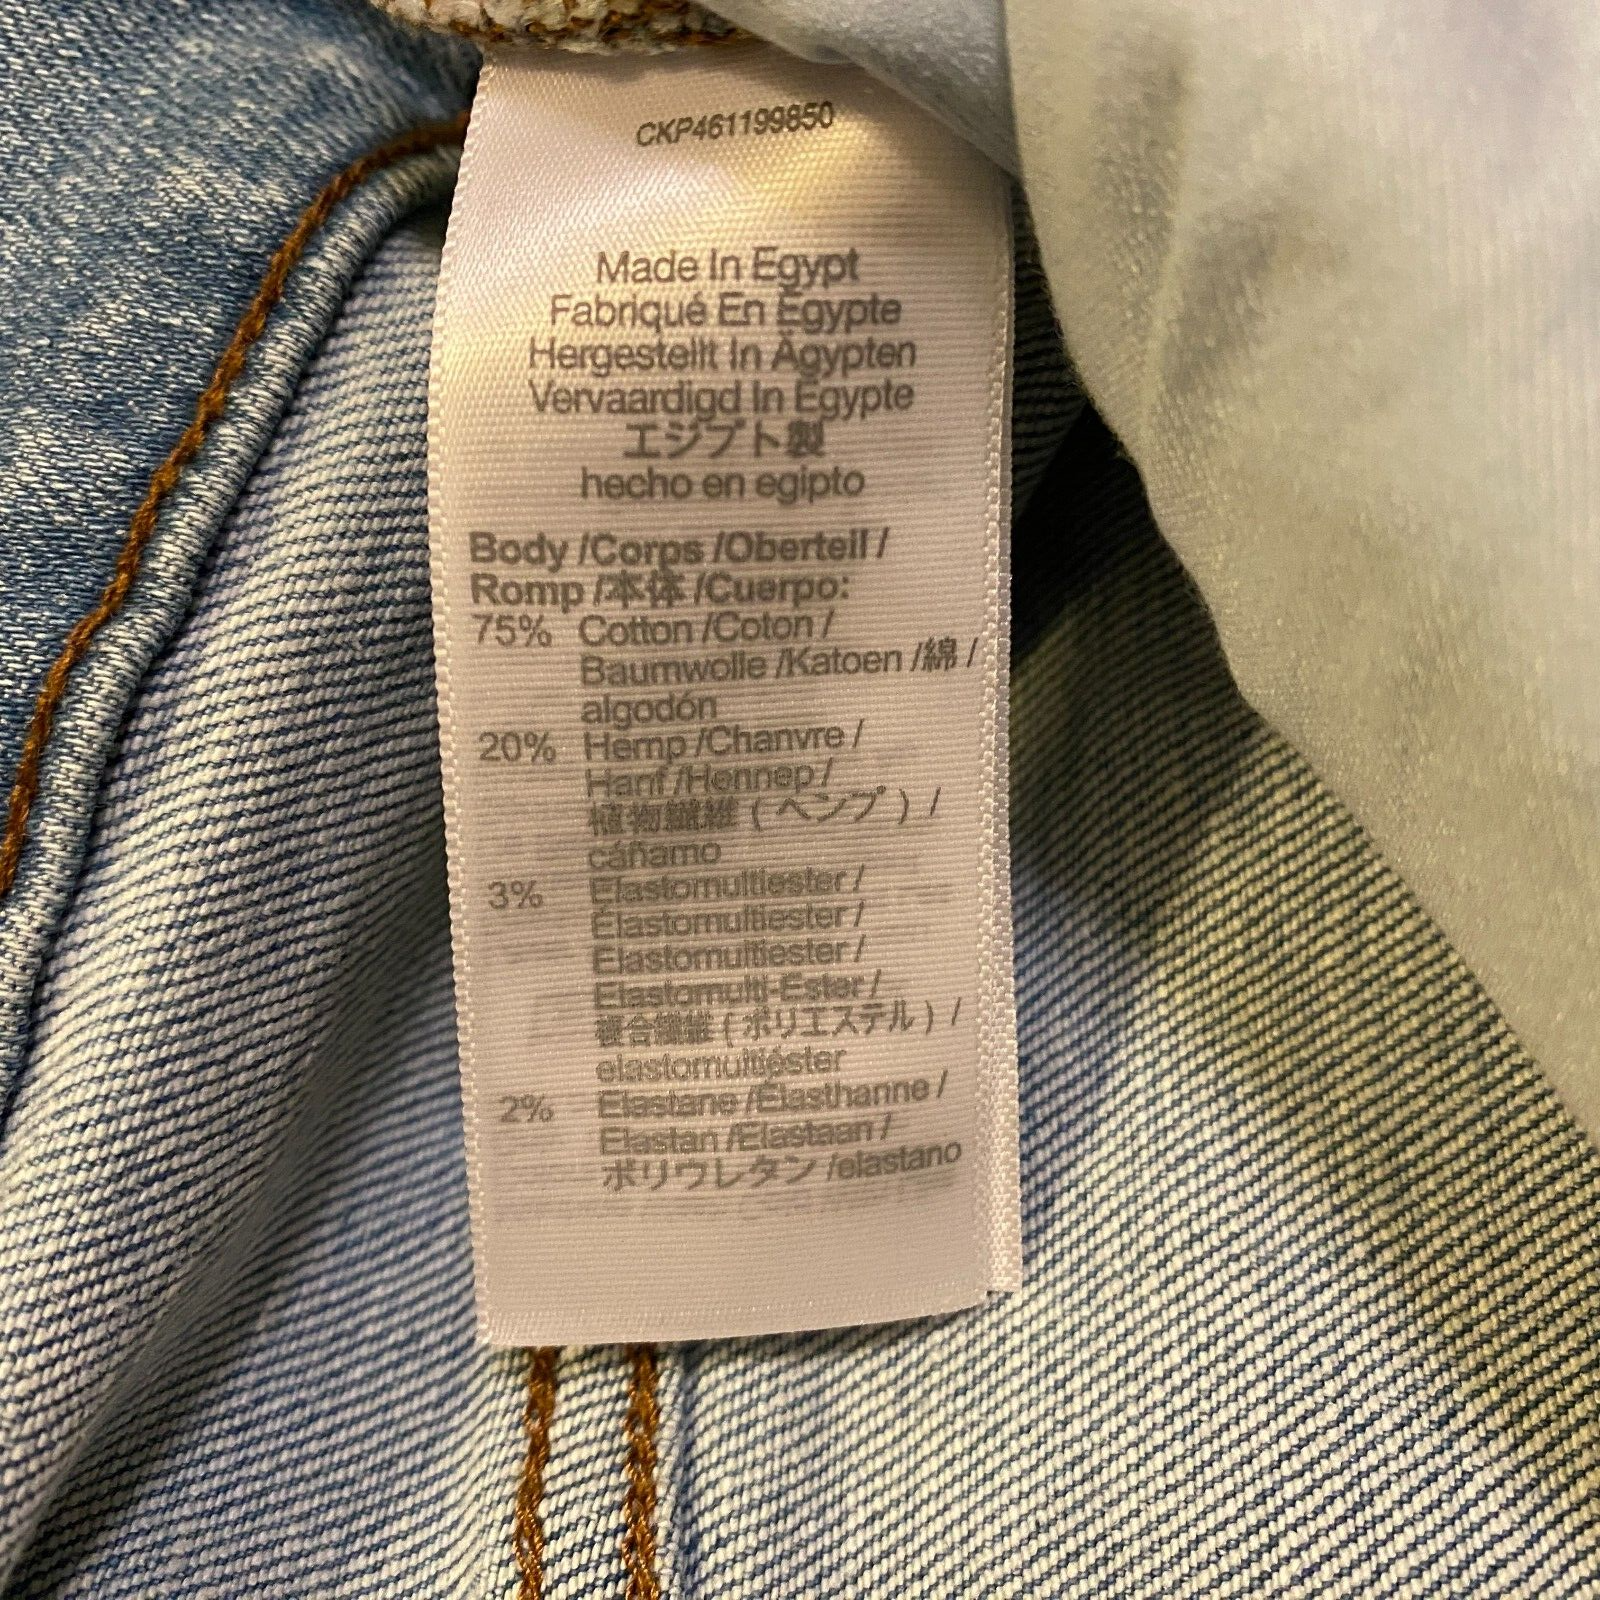 CKP461199850
Made In Egypt
Fabriqué En Égypte
Hergestellt In Ägypten
Vervaardigd In Egypte
エジプト製
hecho en egipto
Body /Corps /Oberteil /
Romp /本体 /Cuerpo:
75% Cotton /Coton /
Baumwolle /Katoen /綿 /
algodón
20% Hemp /Chanvre /
Hanf /Hennep /
植物繊維 ( ヘンプ ) /
cáñamo
3% Elastomultiester /
Élastomultiester /
Elastomultiester /
Elastomulti-Ester /
複合繊維 ( ポリエステル ) /
elastomultiéster
2% Elastane /Élasthanne /
Elastan /Elastaan /
ポリウレタン /elastano